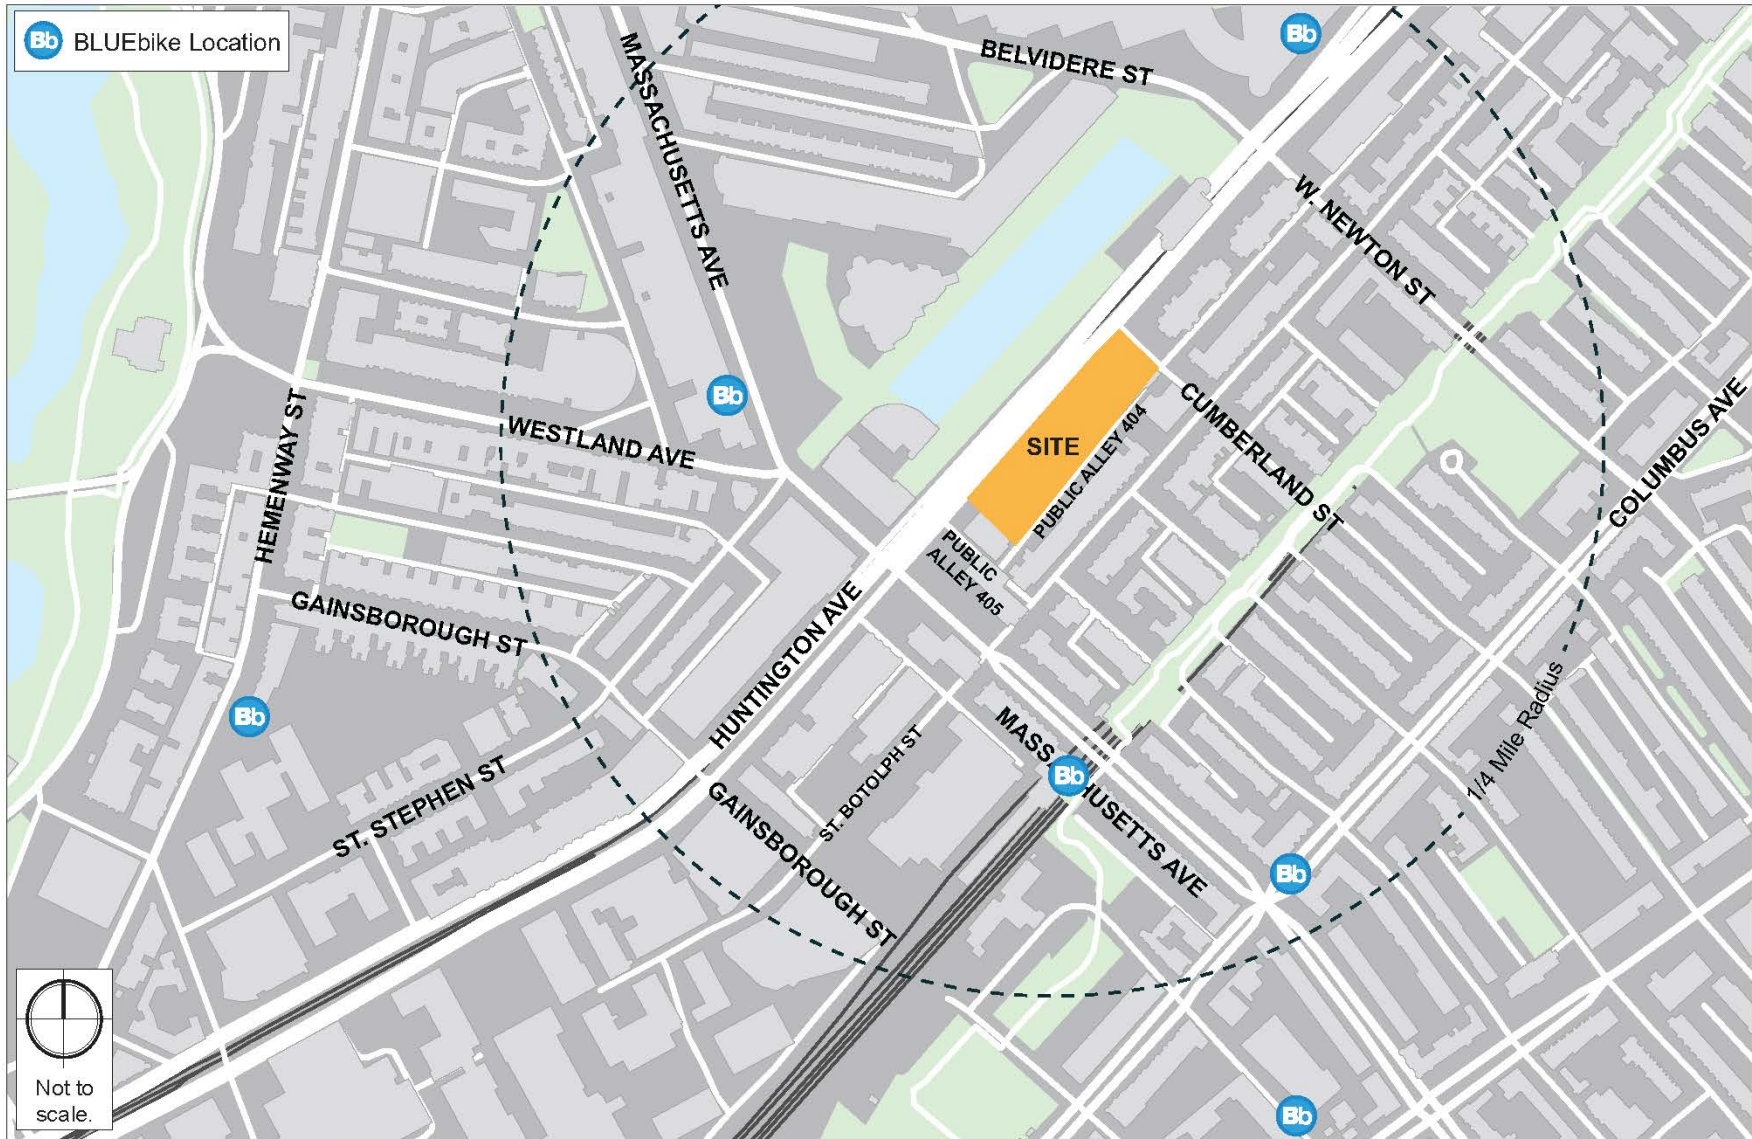 Bb BLUEbike Location
Bb
BELVIDERE ST
MASSACHUSETTS AVE
W. NEWTON ST
Bb
WESTLAND AVE
HEMENWAY ST
SITE
PUBLIC ALLEY 404
CUMBERLAND ST
COLUMBUS AVE
PUBLIC
ALLEY 405
GAINSBOROUGH ST
HUNTINGTON AVE
Bb
ST. STEPHEN ST
GAINSBOROUGH ST
ST. BOTOLPH ST
MASSACHUSETTS AVE
Bb
1/4 Mile Radius
Bb
Bb
Not to
scale.